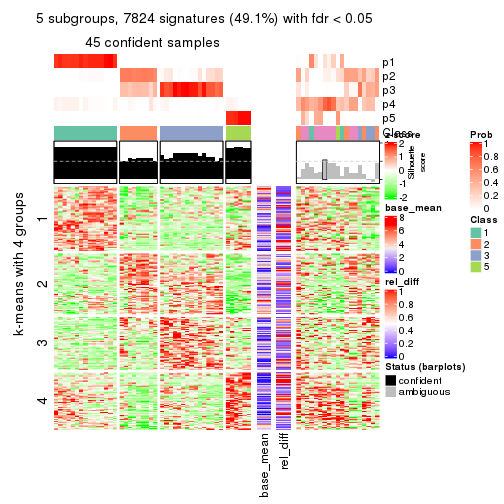 5 subgroups, 7824 signatures (49.1%) with fdr < 0.05
45 confident samples
p1
p2
p3
p4
p5
Class
k-means with 4 groups
1
2
3
4
base_mean
rel_diff
Silhouette
score
z-score
2
1
0
-1
-2
base_mean
8
6
4
2
0
rel_diff
1
0.8
0.6
0.4
0.2
0
Status (barplots)
confident
ambiguous
Prob
1
0.8
0.6
0.4
0.2
0
Class
1
2
3
5